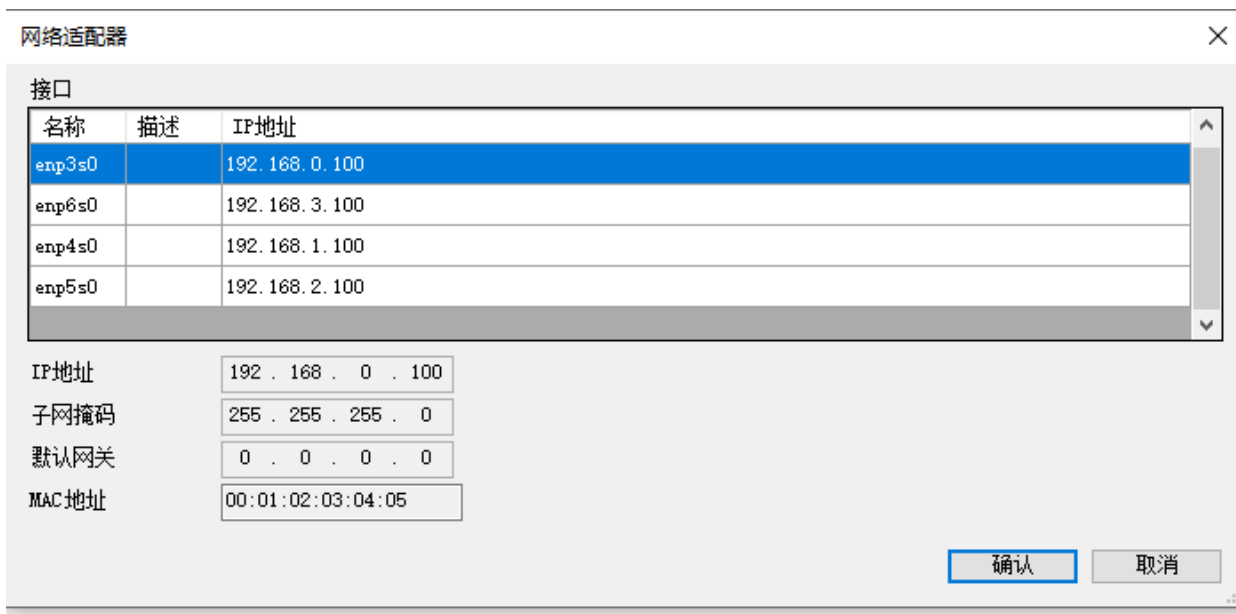 网络适配器
接口
名称 描述 IP地址
enp3s0 192.168.0.100
enp6s0 192.168.3.100
enp4s0 192.168.1.100
enp5s0 192.168.2.100
IP地址 192 . 168 . 0 . 100
子网掩码 255 . 255 . 255 . 0
默认网关 0 . 0 . 0 . 0
MAC地址 00:01:02:03:04:05
确认 取消